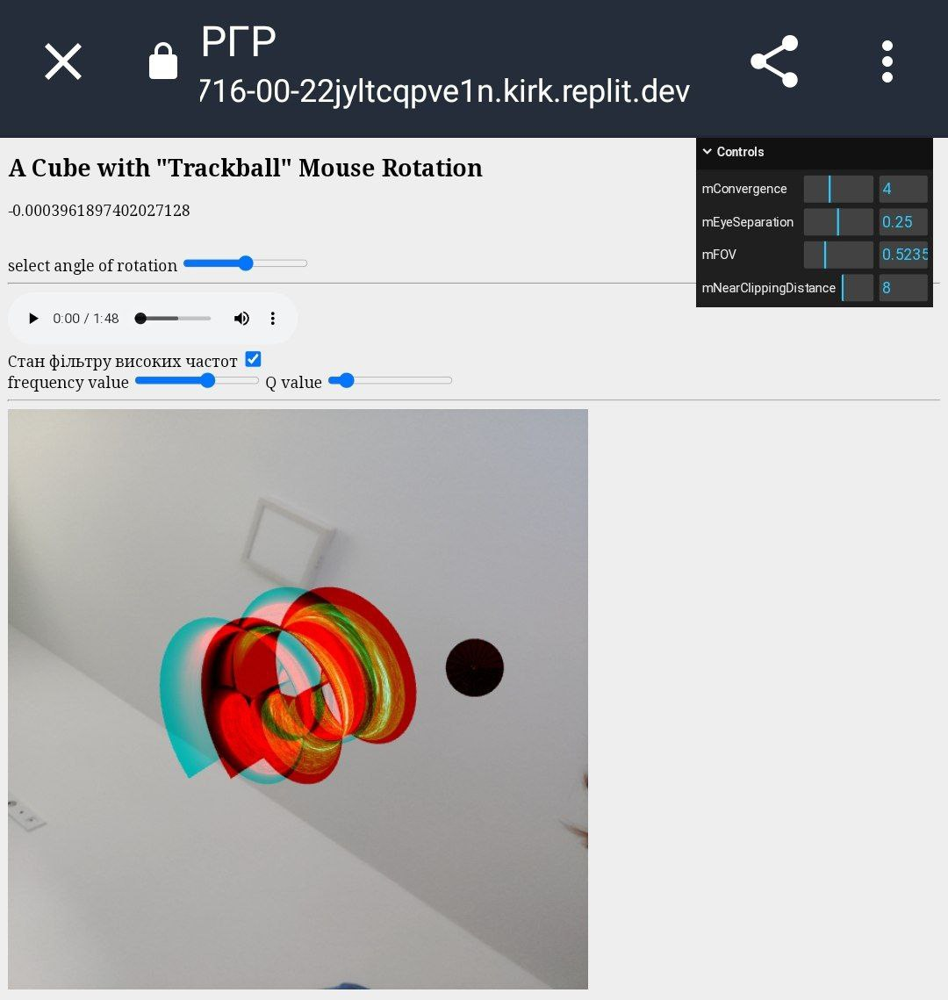 РГР
716-00-22jyltcqpve1n.kirk.replit.dev
A Cube with "Trackball" Mouse Rotation
-0.0003961897402027128
select angle of rotation
0:00 / 1:48
Стан фільтру високих частот
frequency value Q value
Controls
mConvergence 4
mEyeSeparation 0.25
mFOV 0.5235
mNearClippingDistance 8